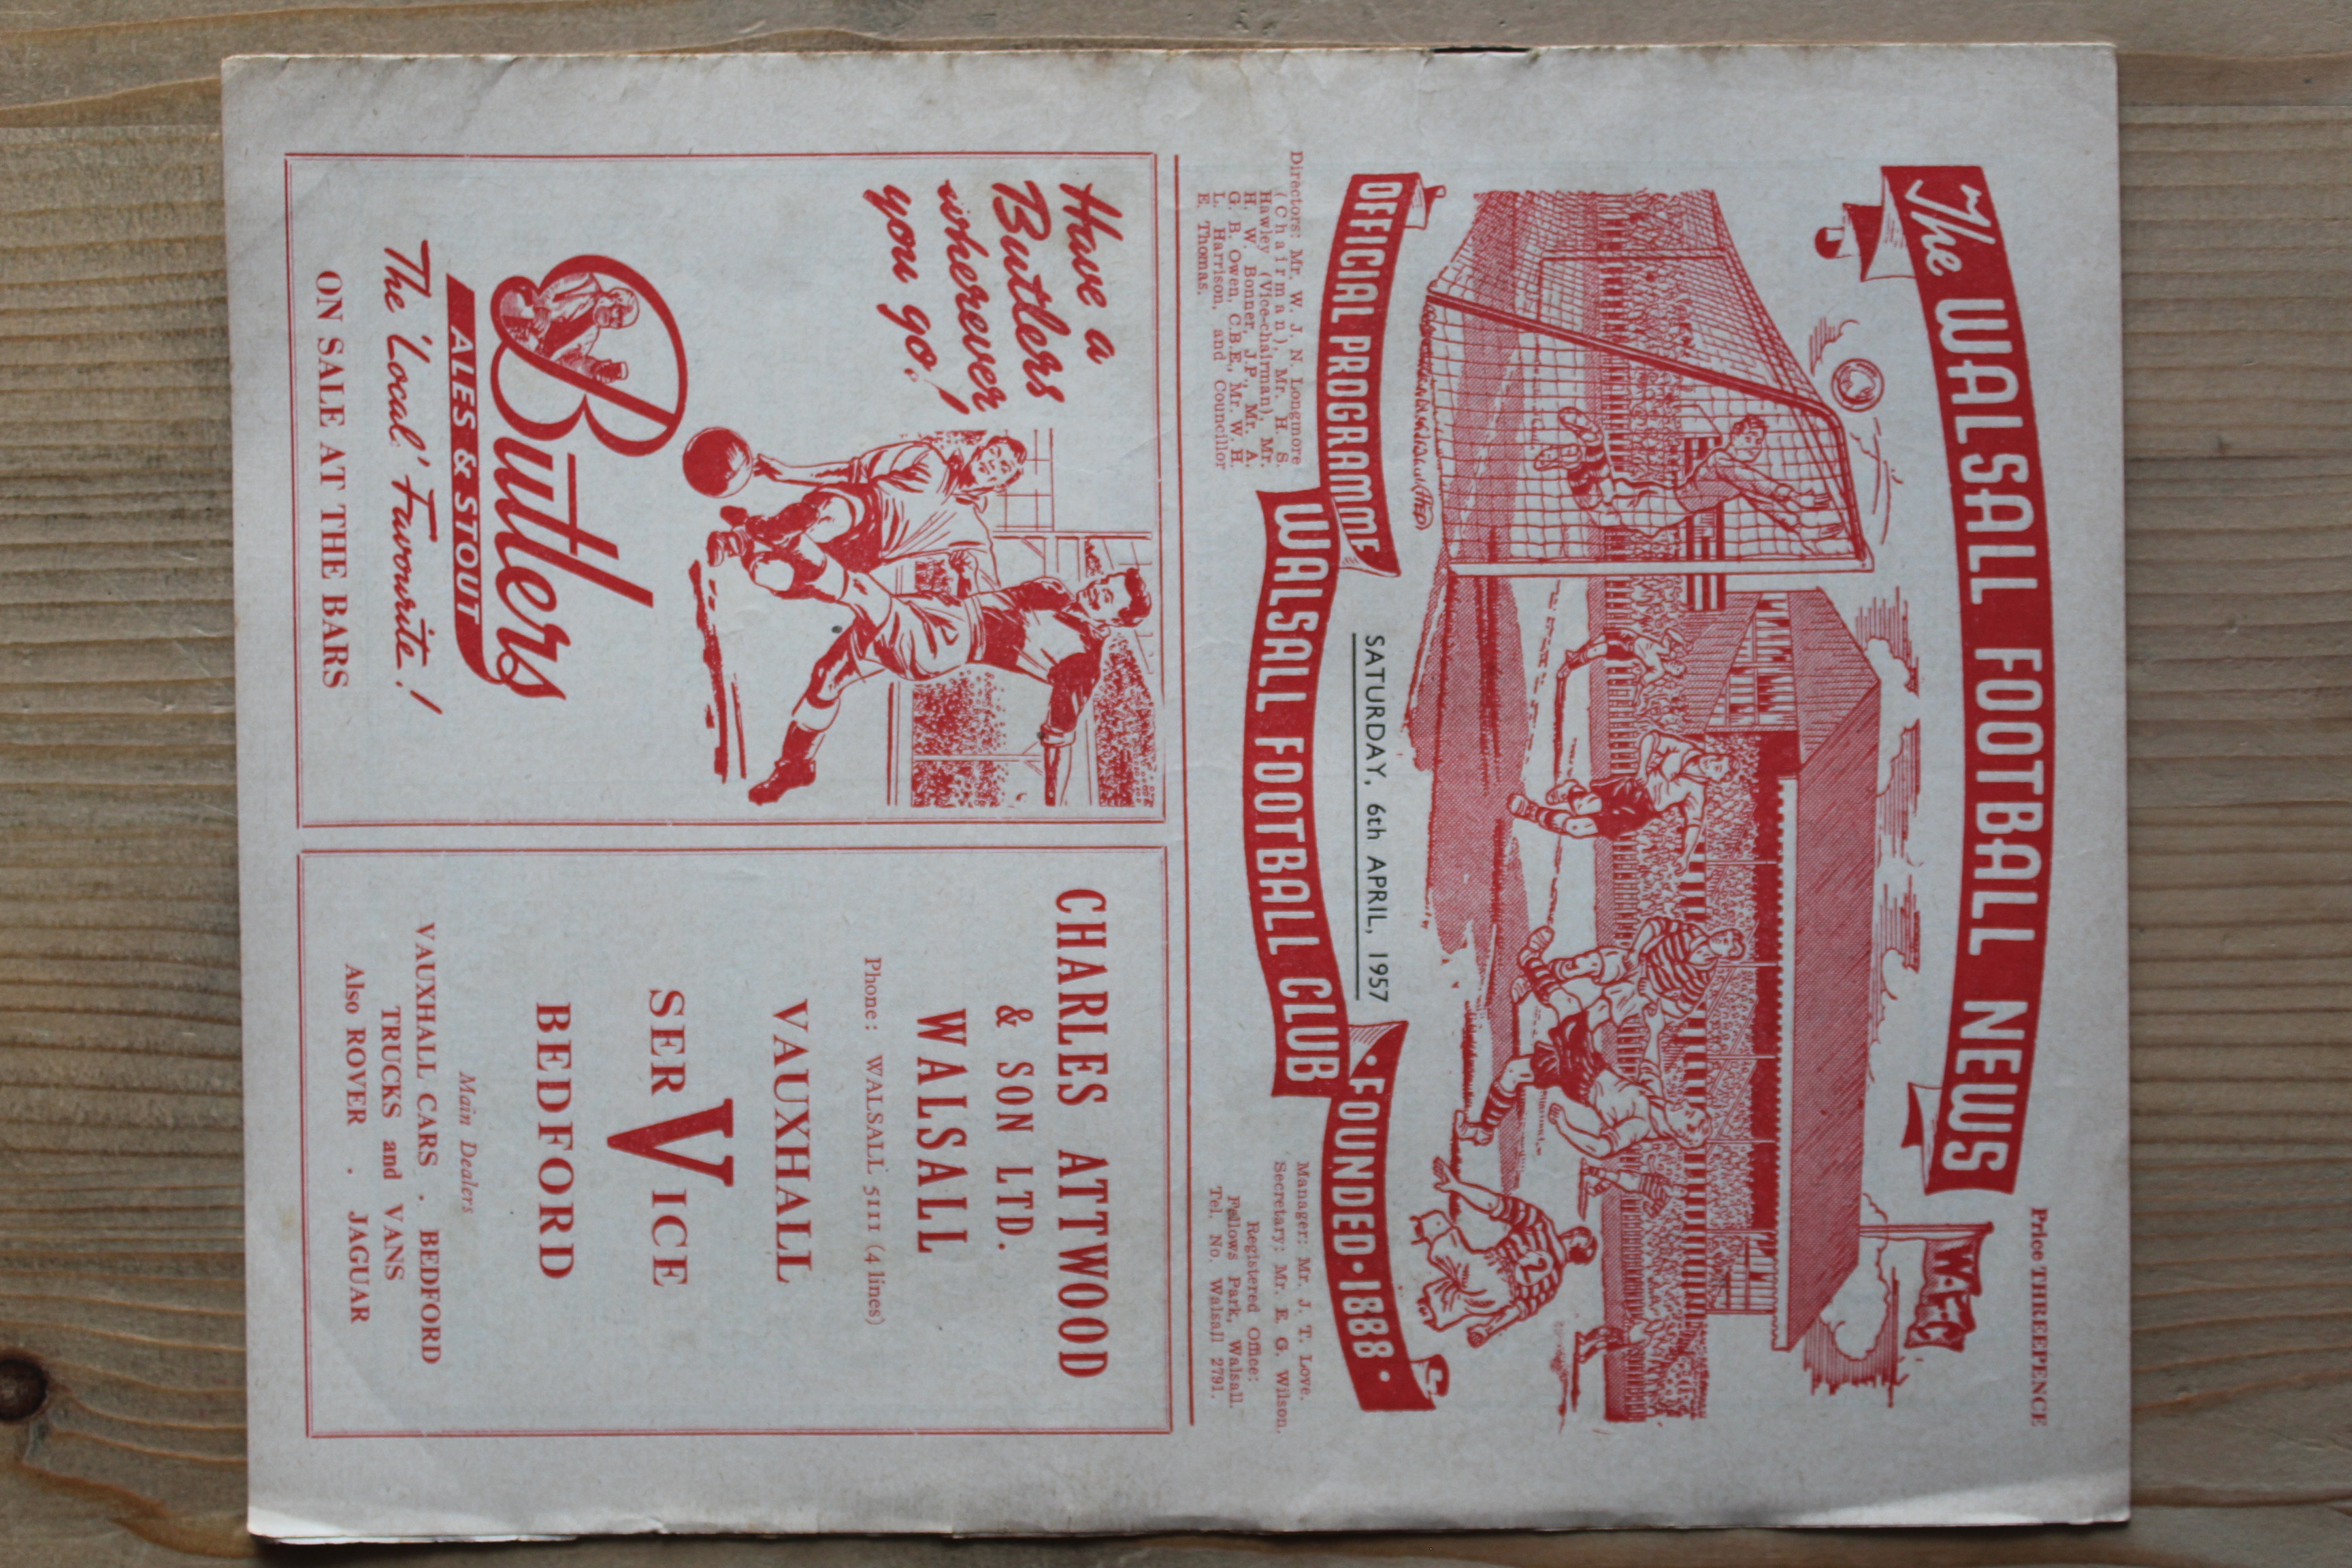 Price THREEPENCE
The WALSALL FOOTBALL NEWS
W.F.C
2
OFFICIAL PROGRAMME
SATURDAY, 6th APRIL, 1957
• FOUNDED • 1888 •
WALSALL FOOTBALL CLUB
Directors: Mr. W. J. N. Longmore
(Chairman), Mr. H. S.
Hawley (Vice-chairman), Mr.
H. W. Bonner, J.P., Mr. A.
G. B. Owen, C.B.E., Mr. W. H.
L. Harrison, and Councillor
E. Thomas.
Manager: Mr. J. T. Love.
Secretary: Mr. E. G. Wilson.
Registered Office:
Fellows Park, Walsall.
Tel. No. Walsall 2791.
Have a
Butlers
wherever
you go!
Butlers
ALES & STOUT
The 'Local' Favourite!
ON SALE AT THE BARS
CHARLES ATTWOOD
& SON LTD.
WALSALL
Phone: WALSALL 5111 (4 lines)
VAUXHALL
SERVICE
BEDFORD
Main Dealers
VAUXHALL CARS . BEDFORD
TRUCKS and VANS
Also ROVER . JAGUAR